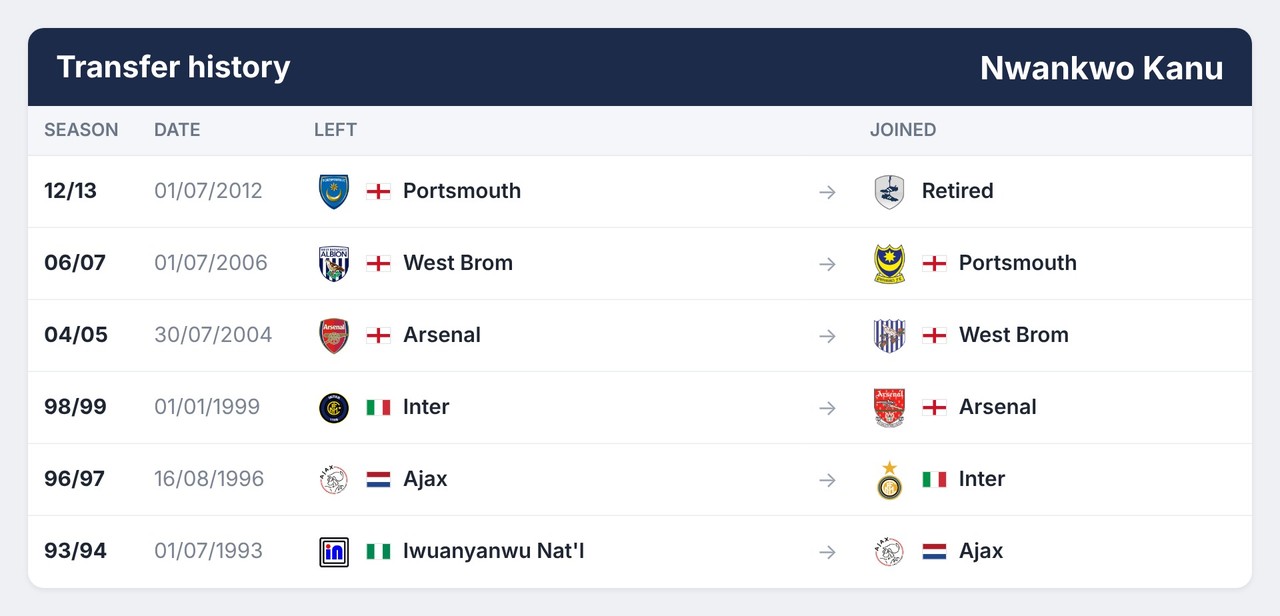 Transfer history Nwankwo Kanu
SEASON DATE LEFT JOINED
12/13 01/07/2012 Portsmouth → Retired
06/07 01/07/2006 West Brom → Portsmouth
04/05 30/07/2004 Arsenal → West Brom
98/99 01/01/1999 Inter → Arsenal
96/97 16/08/1996 Ajax → Inter
93/94 01/07/1993 Iwuanyanwu Nat'l → Ajax